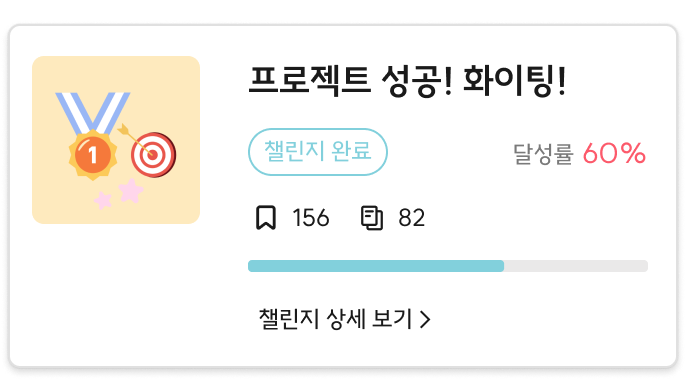 프로젝트 성공! 화이팅!
1
챌린지 완료
달성률 60%
156 82
챌린지 상세 보기